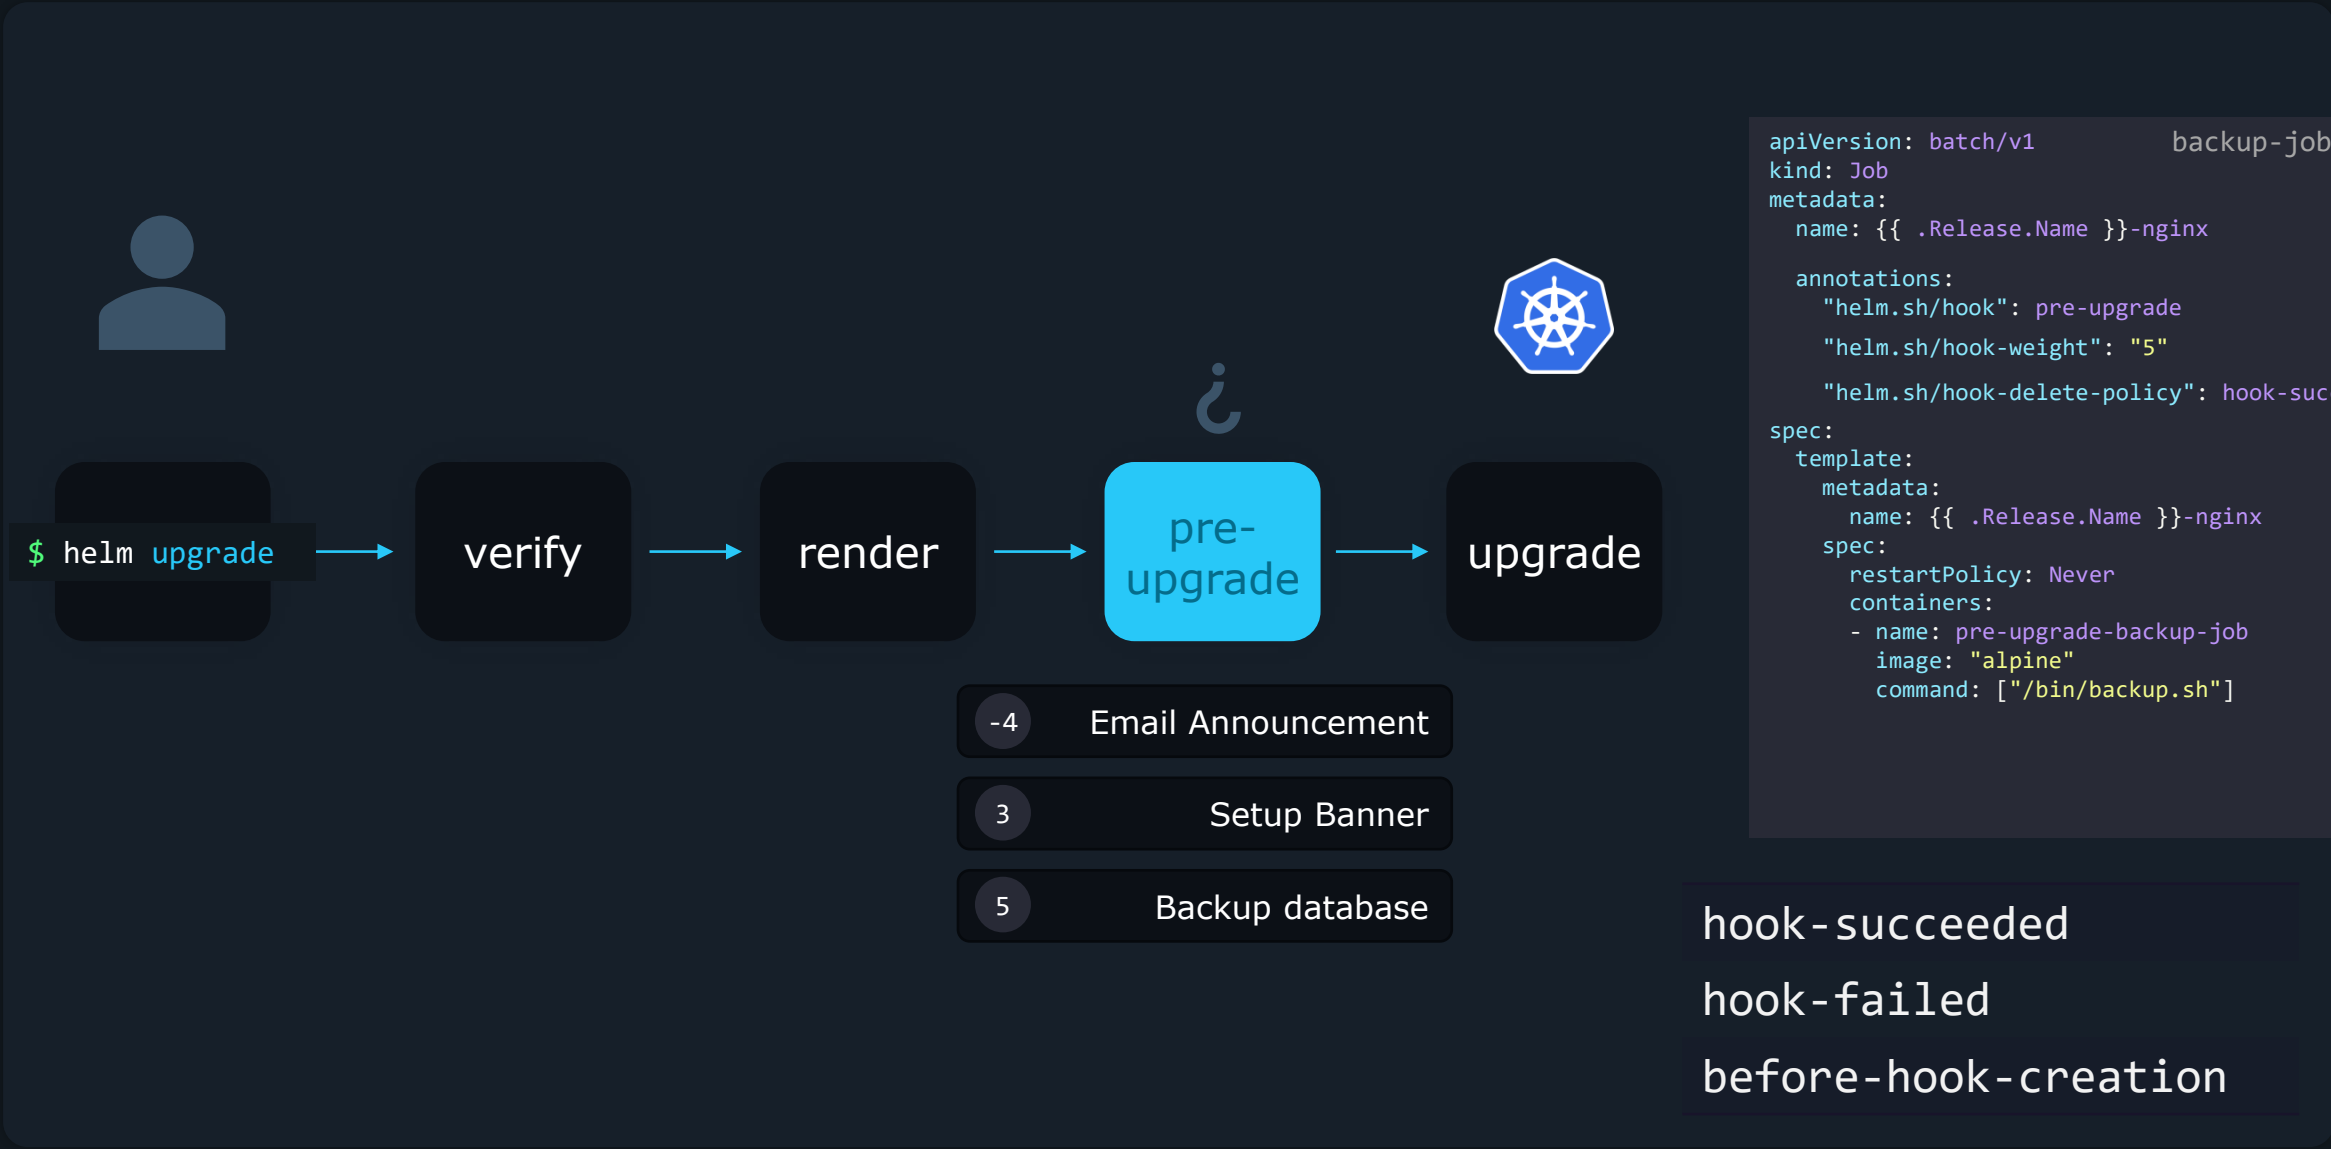 $ helm upgrade
verify
render
pre-
upgrade
upgrade
-4 Email Announcement
3 Setup Banner
5 Backup database
backup-job
apiVersion: batch/v1
kind: Job
metadata:
  name: {{ .Release.Name }}-nginx
  annotations:
    "helm.sh/hook": pre-upgrade
    "helm.sh/hook-weight": "5"
    "helm.sh/hook-delete-policy": hook-suc
spec:
  template:
    metadata:
      name: {{ .Release.Name }}-nginx
    spec:
      restartPolicy: Never
      containers:
      - name: pre-upgrade-backup-job
        image: "alpine"
        command: ["/bin/backup.sh"]
hook-succeeded
hook-failed
before-hook-creation